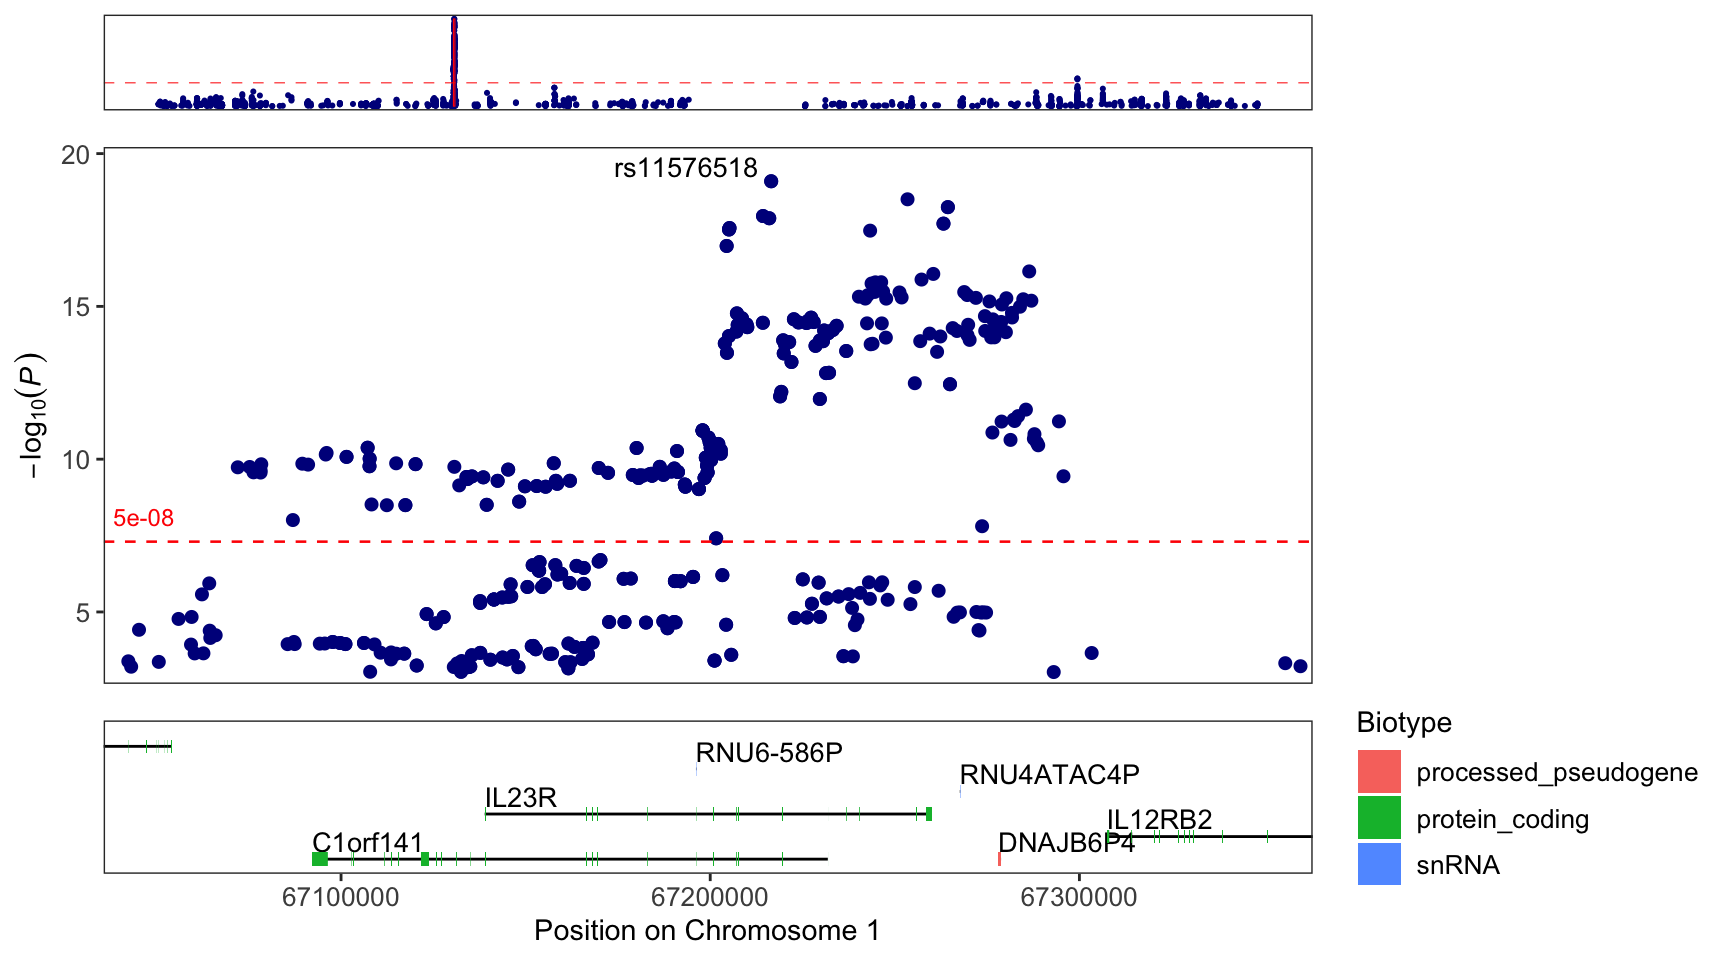 20
rs11576518
15
−log10(P)
10
5e-08
5
RNU6-586P
RNU4ATAC4P
IL23R
IL12RB2
C1orf141
DNAJB6P4
67100000
67200000
67300000
Position on Chromosome 1
Biotype
processed_pseudogene
protein_coding
snRNA